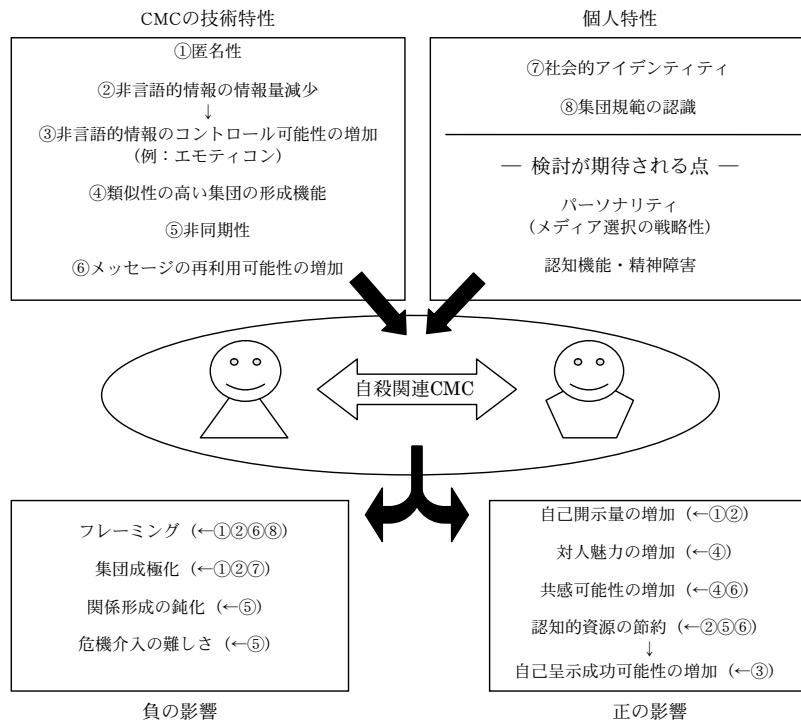 CMCの技術特性
①匿名性
②非言語的情報の情報量減少
↓
③非言語的情報のコントロール可能性の増加
(例：エモティコン)
④類似性の高い集団の形成機能
⑤非同期性
⑥メッセージの再利用可能性の増加
個人特性
⑦社会的アイデンティティ
⑧集団規範の認識
― 検討が期待される点 ―
パーソナリティ
(メディア選択の戦略性)
認知機能・精神障害
自殺関連CMC
フレーミング (←①②⑥⑧)
集団成極化 (←①②⑦)
関係形成の鈍化 (←⑤)
危機介入の難しさ (←⑤)
負の影響
自己開示量の増加 (←①②)
対人魅力の増加 (←④)
共感可能性の増加 (←④⑥)
認知的資源の節約 (←②⑤⑥)
↓
自己呈示成功可能性の増加 (←③)
正の影響